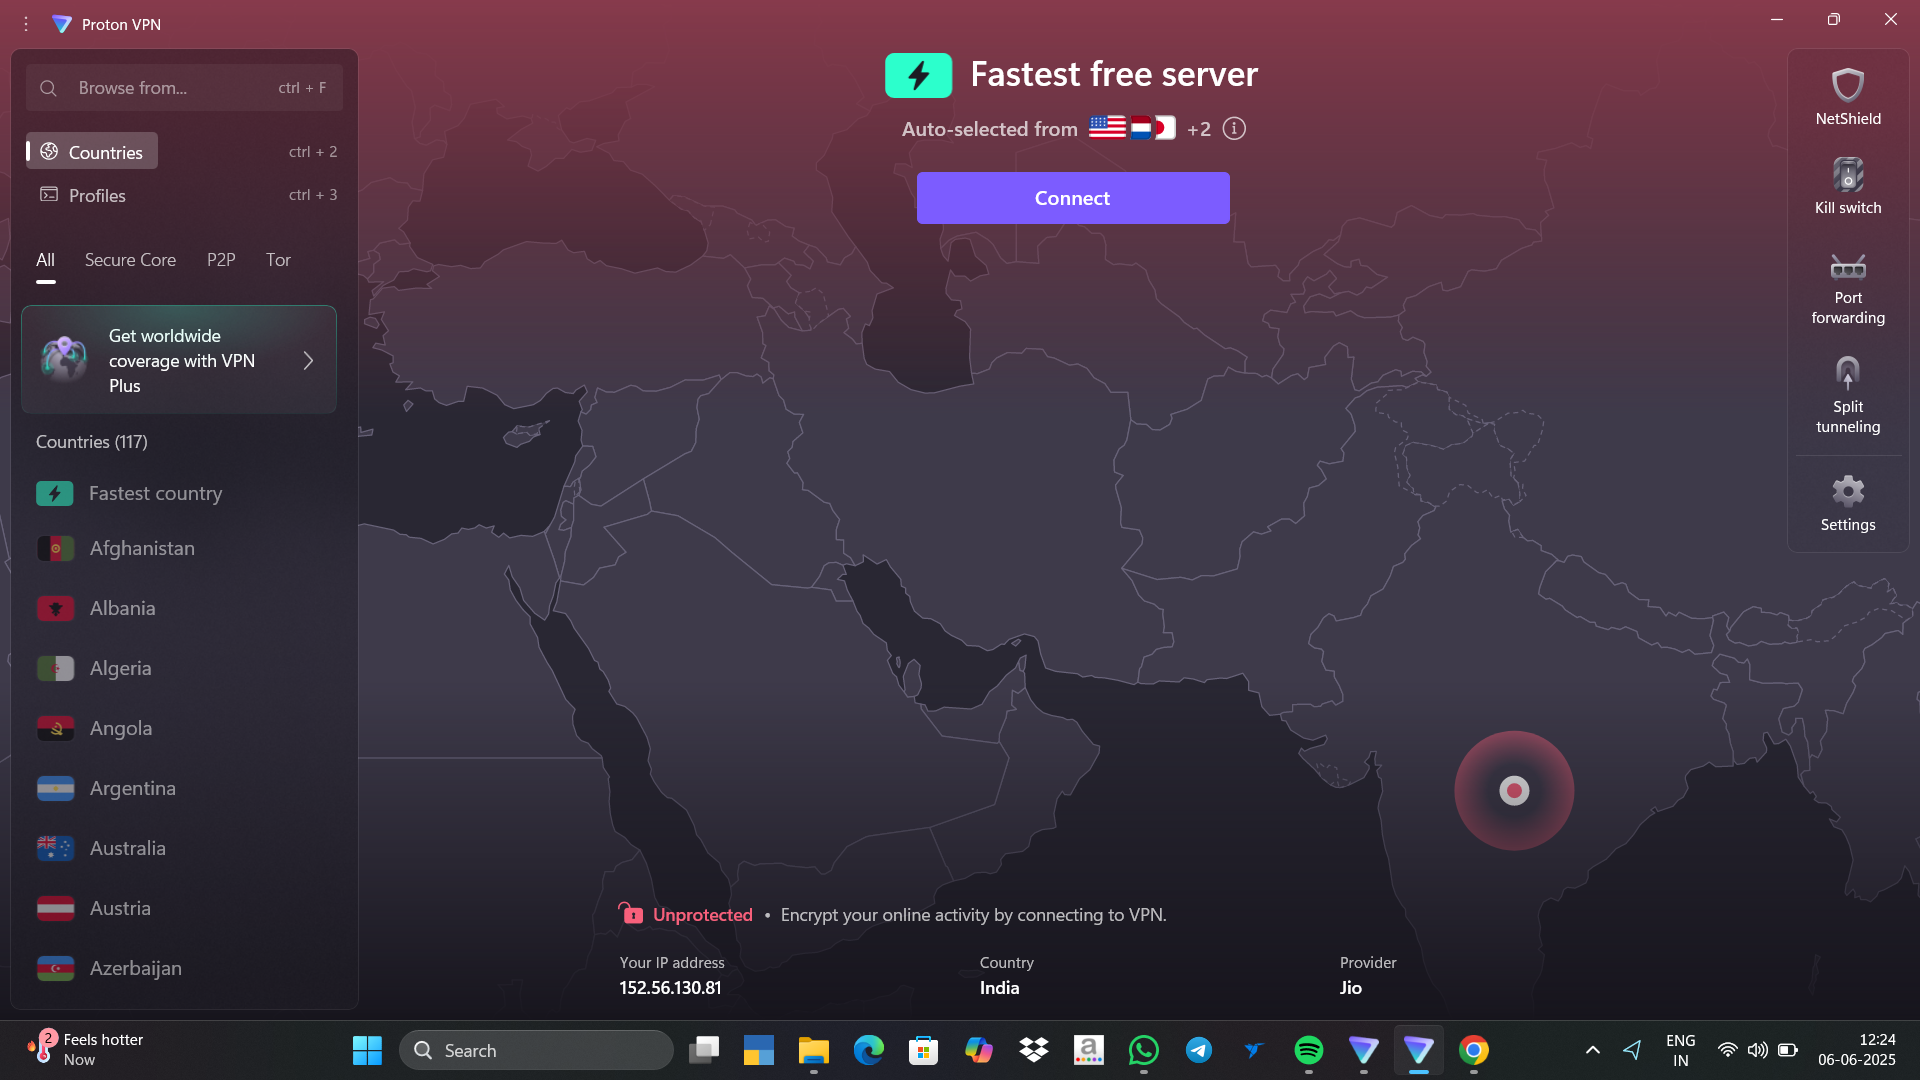 Proton VPN
Browse from...
ctrl + F
Countries
ctrl + 2
Profiles
ctrl + 3
All
Secure Core
P2P
Tor
Get worldwide
coverage with VPN
Plus
Countries (117)
Fastest country
Afghanistan
Albania
Algeria
Angola
Argentina
Australia
Austria
Azerbaijan
Fastest free server
Auto-selected from
+2
Connect
NetShield
Kill switch
Port
forwarding
Split
tunneling
Settings
Unprotected • Encrypt your online activity by connecting to VPN.
Your IP address
152.56.130.81
Country
India
Provider
Jio
2
Feels hotter
Now
Search
a
ENG
IN
12:24
06-06-2025